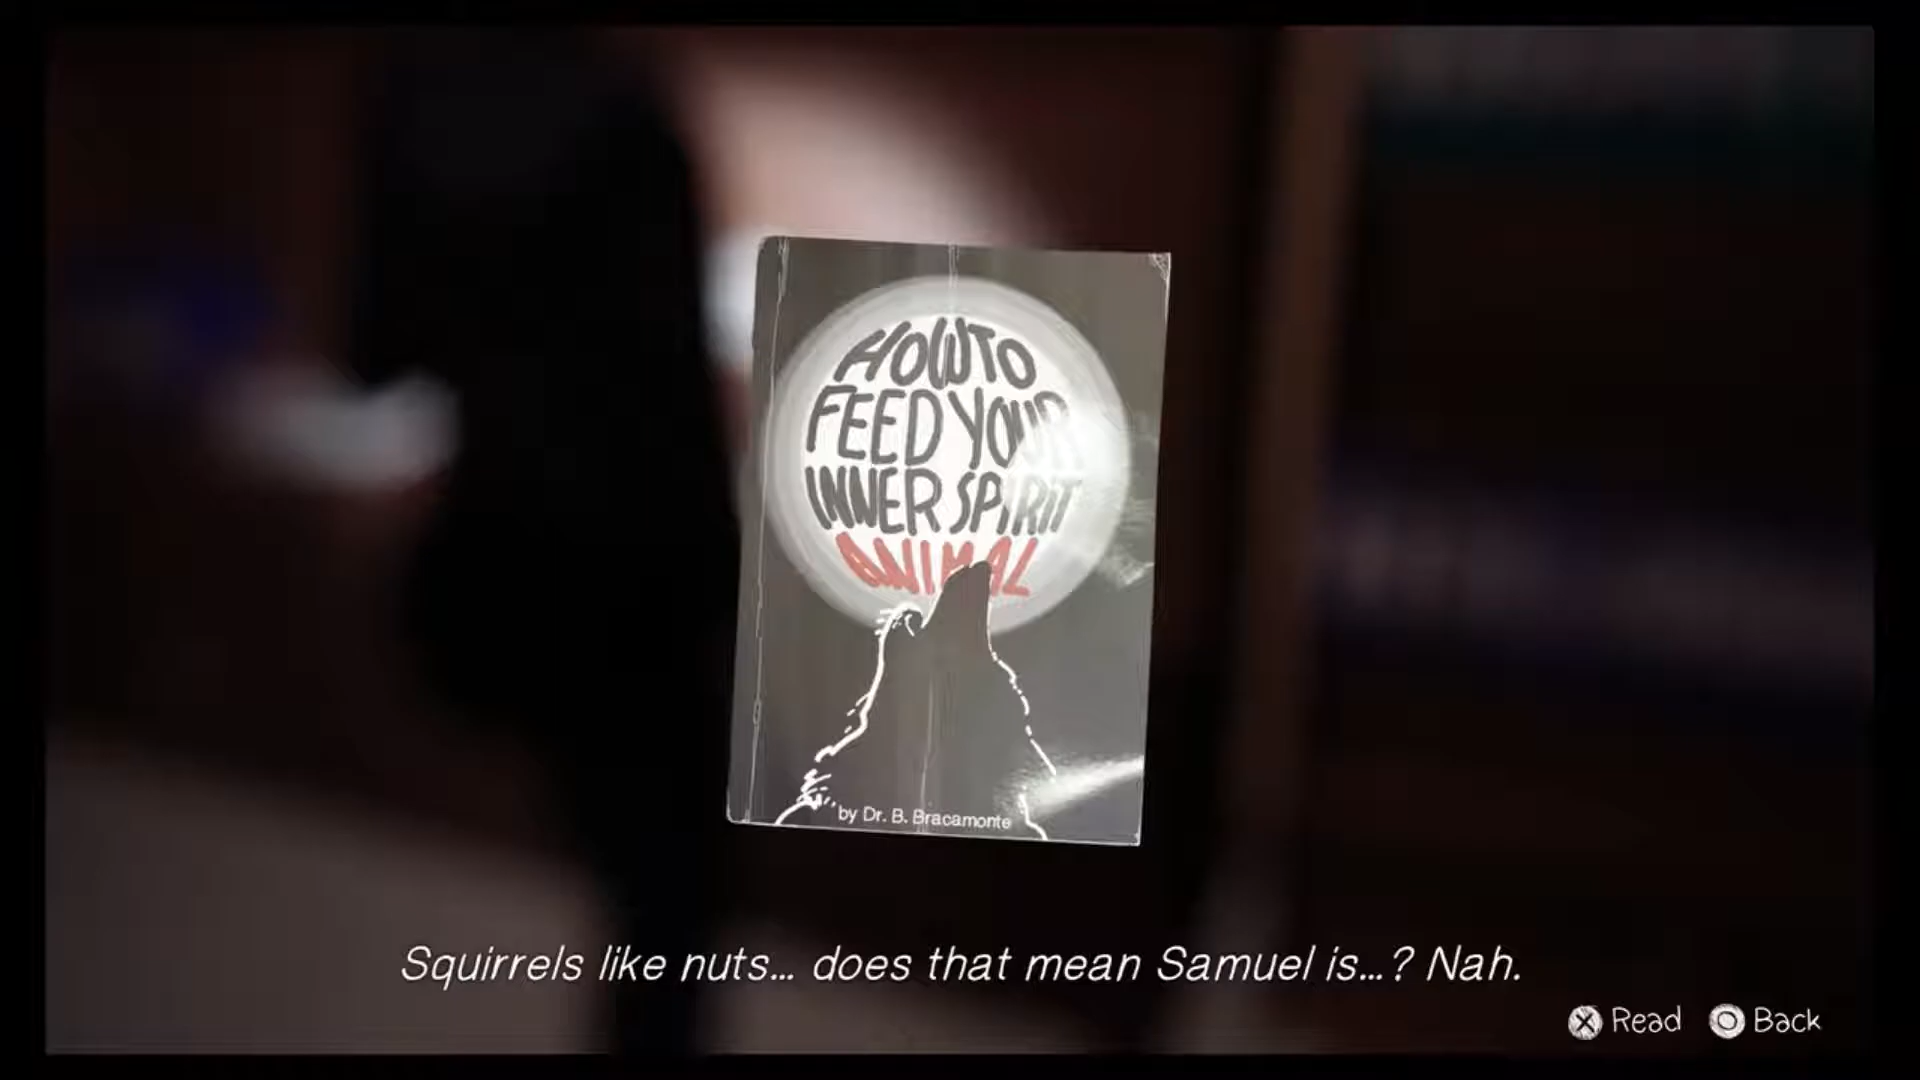 HOW TO
FEED YOUR
INNER SPIRIT
ANIMAL
by Dr. B. Bracamonte
Squirrels like nuts... does that mean Samuel is...? Nah.
Read
Back